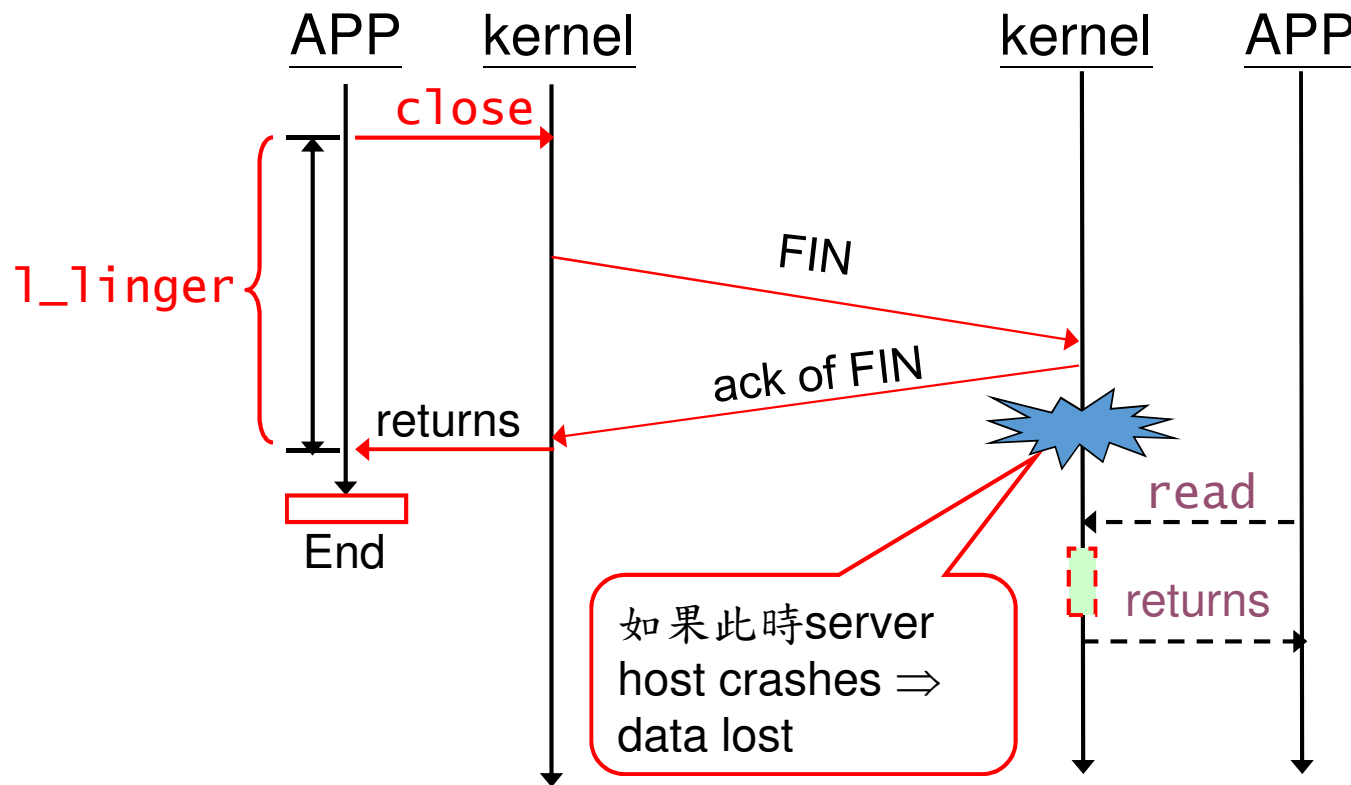 APP kernel kernel APP
close
FIN
l_linger
ack of FIN
returns
read
End
returns
如果此時server
host crashes ⇒
data lost